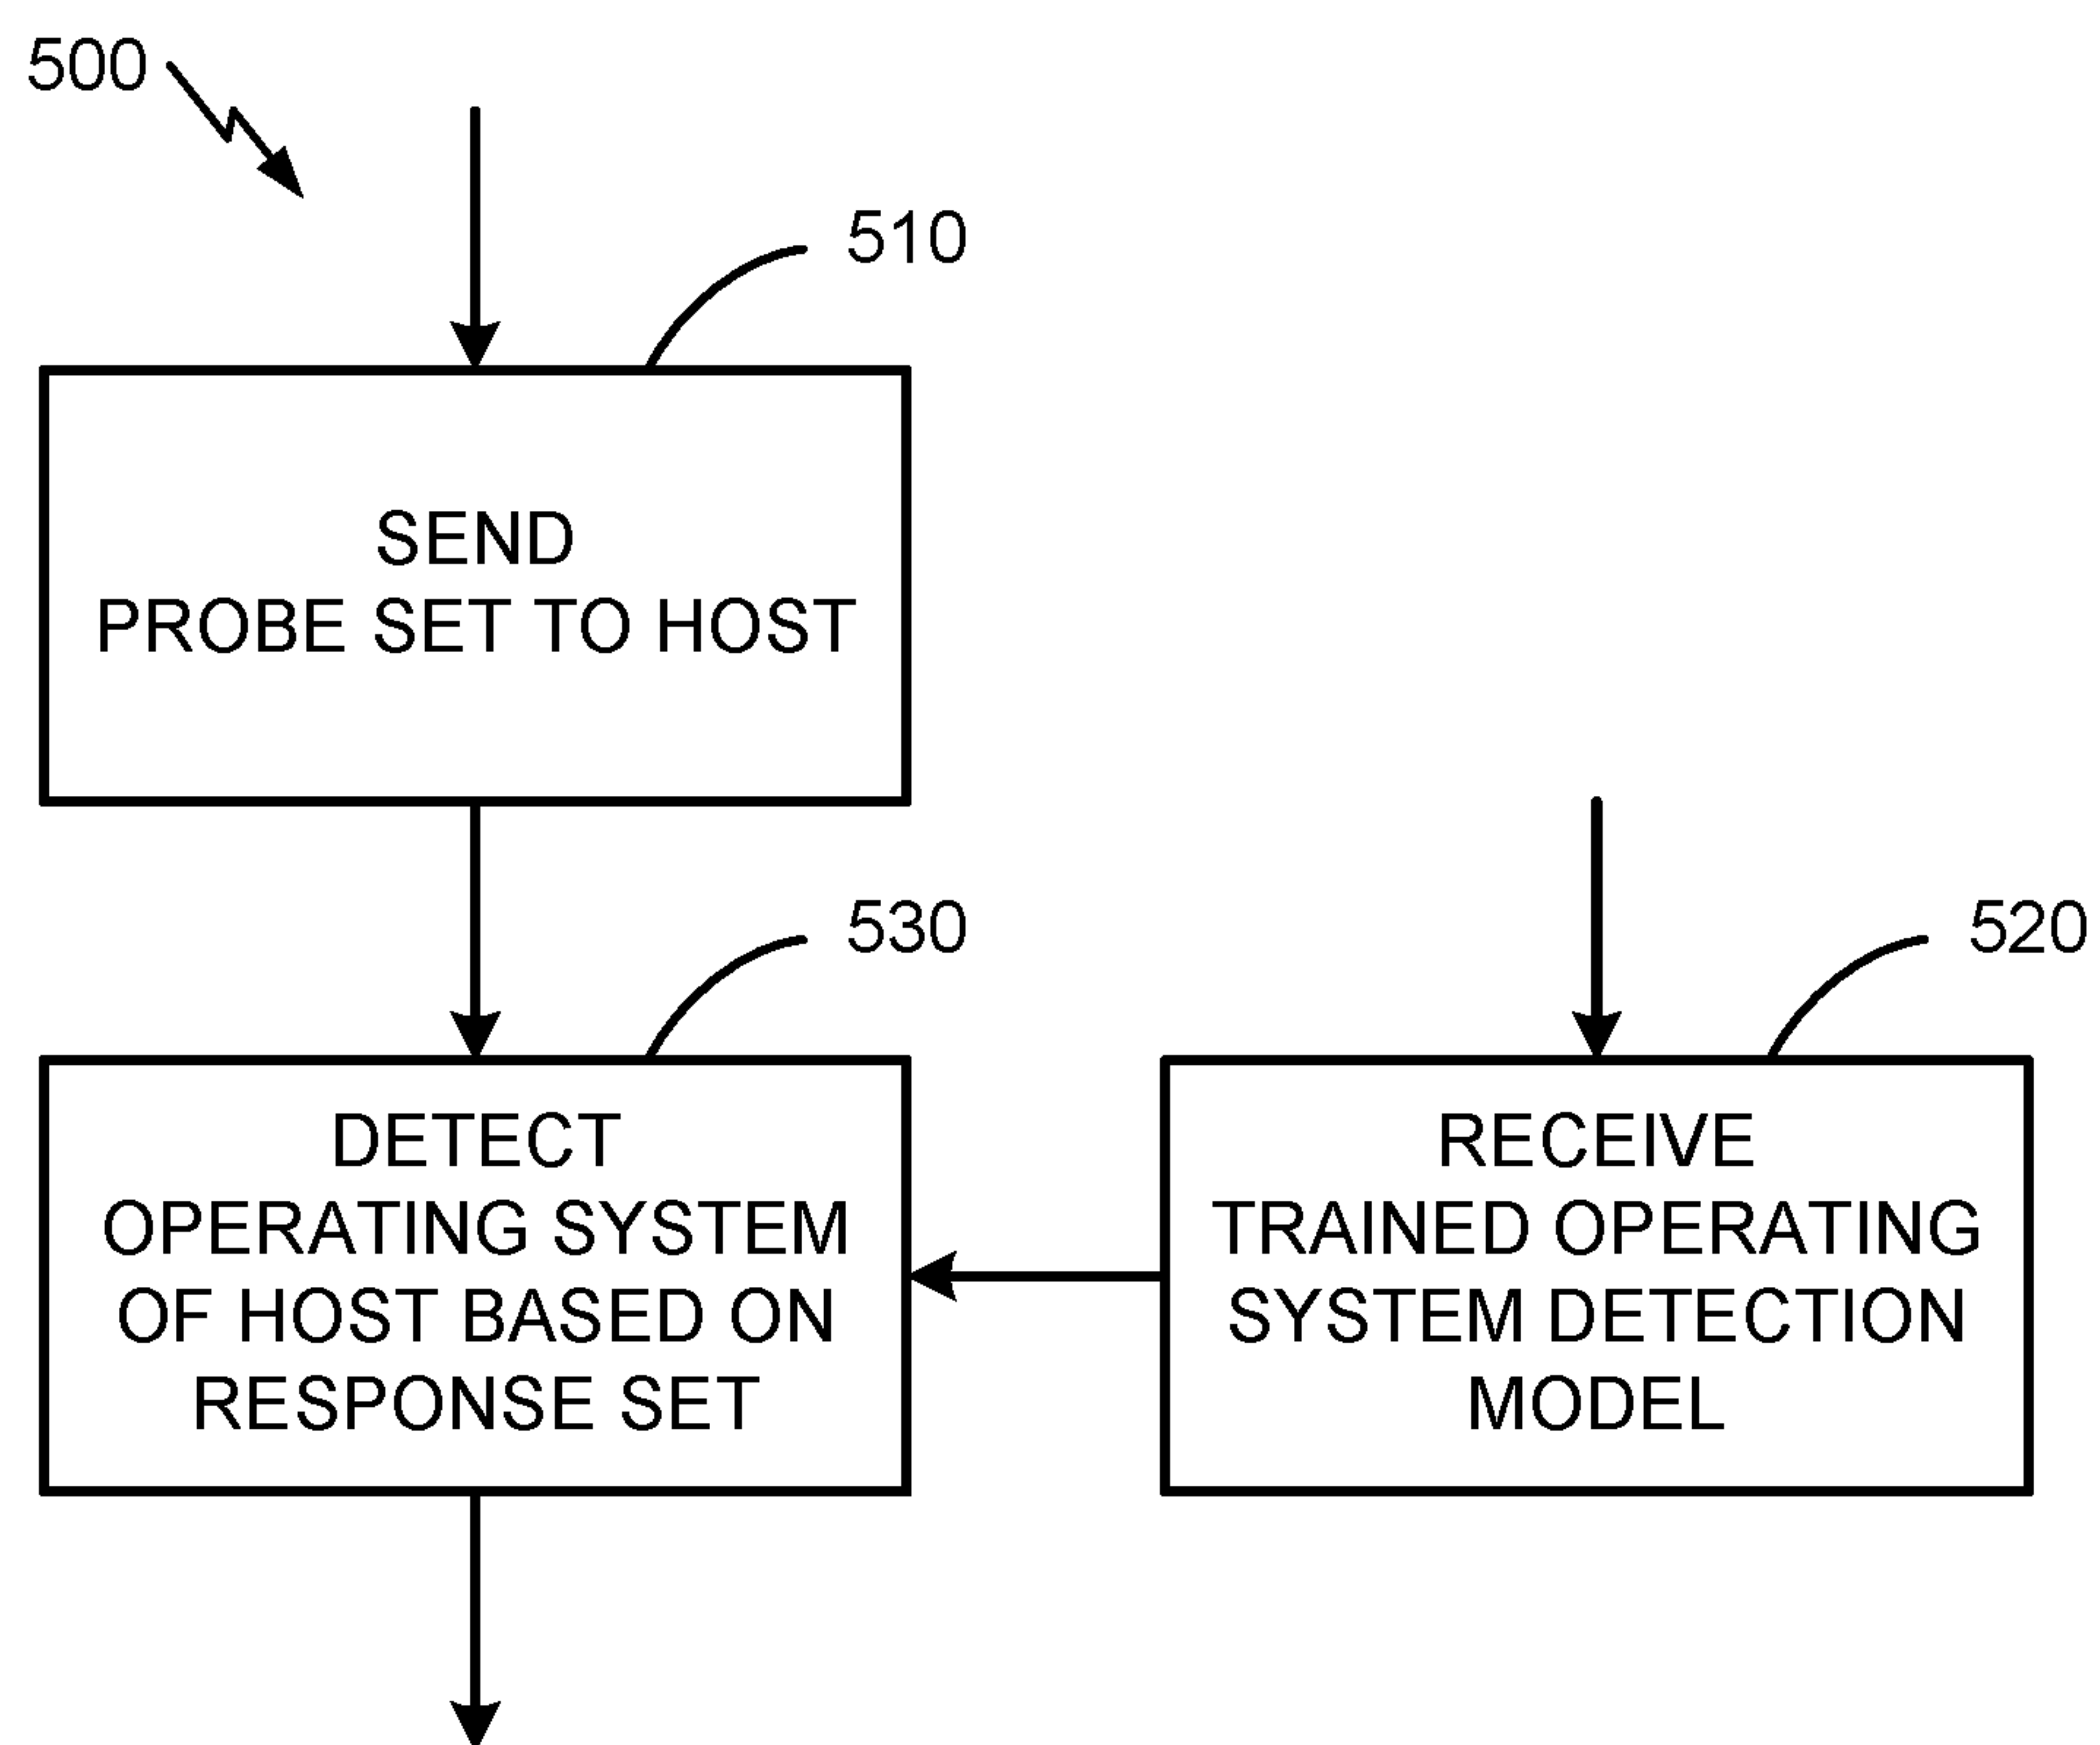 500
510
SEND
PROBE SET TO HOST
530
DETECT
OPERATING SYSTEM
OF HOST BASED ON
RESPONSE SET
520
RECEIVE
TRAINED OPERATING
SYSTEM DETECTION
MODEL